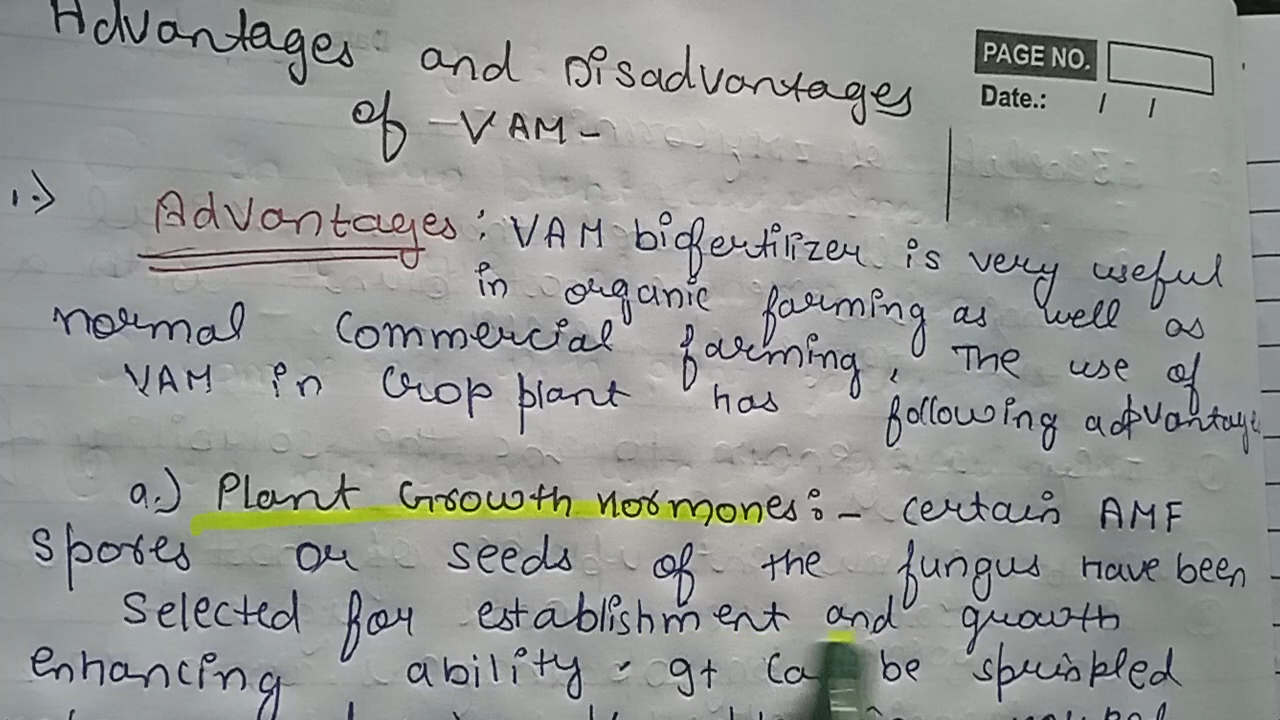 Advantages and Disadvantages
of -VAM-
PAGE NO.
Date.: / /
1.) Advantages: VAM biofertilizer is very useful
in organic farming as well as
normal commercial farming, The use of
VAM in crop plant has following advantage
a.) Plant Growth Hormones:- certain AMF
spores or seeds of the fungus Have been
selected for establishment and growth
enhancing ability. It ca be sprinkled